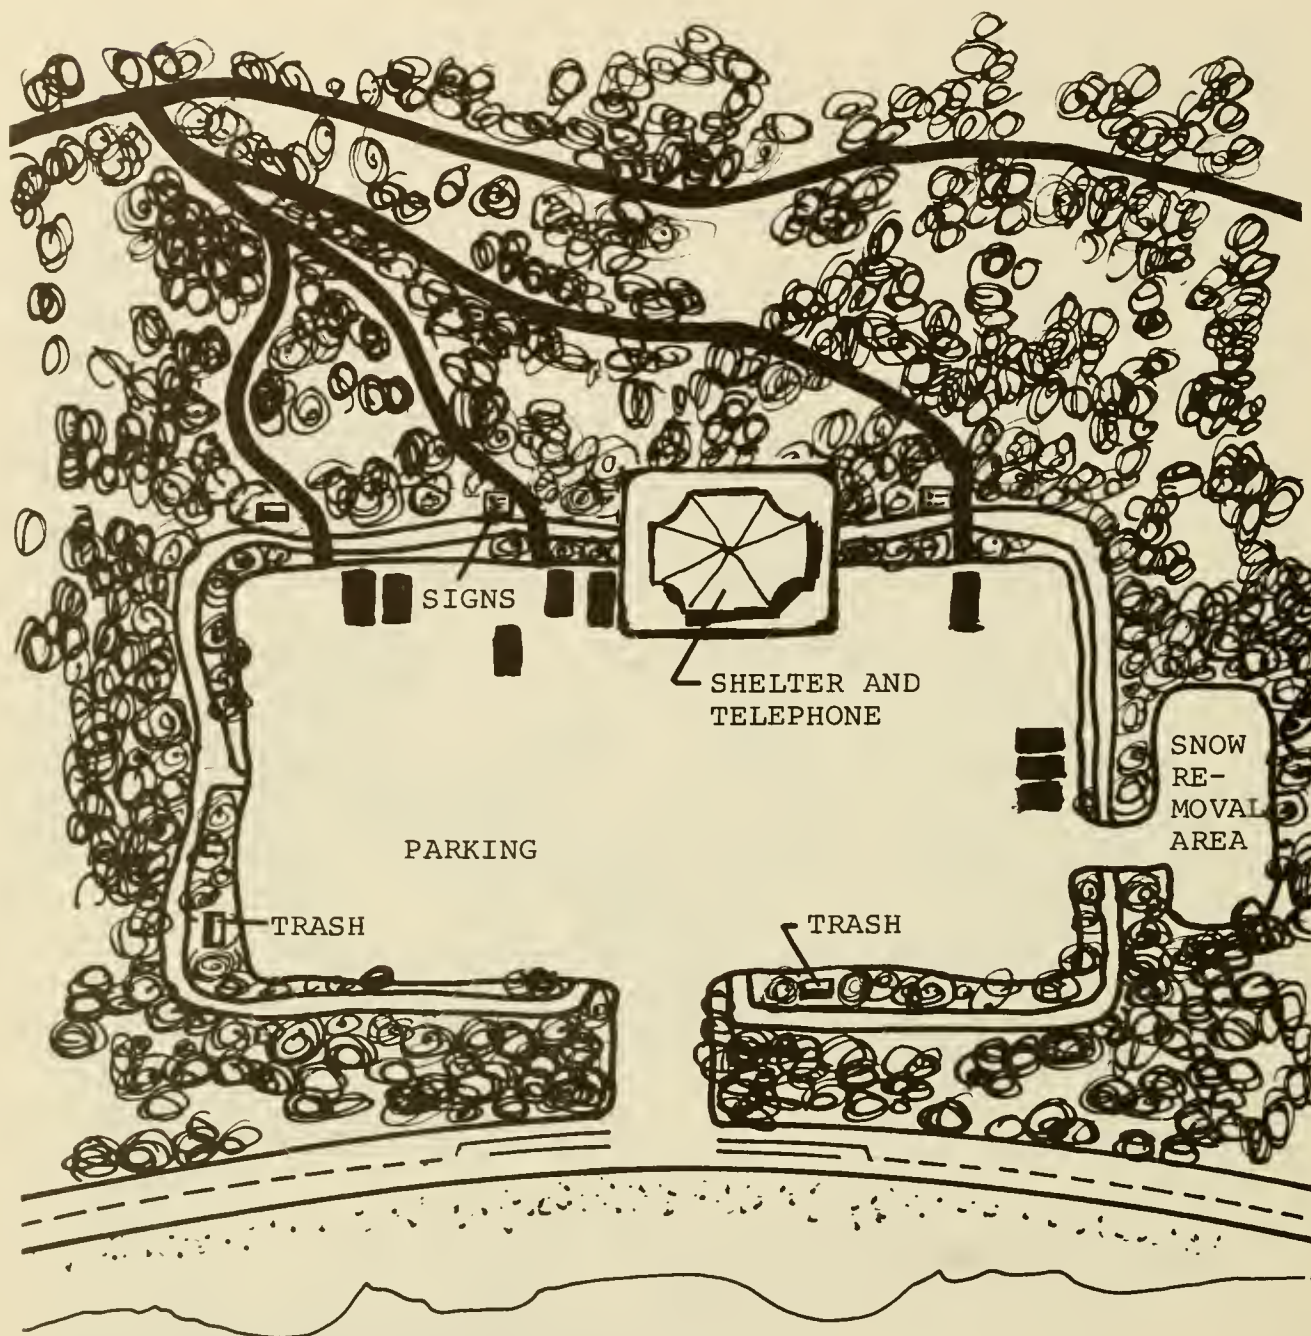 SIGNS
SHELTER AND
TELEPHONE
SNOW
RE-
MOVAL
AREA
PARKING
TRASH
TRASH